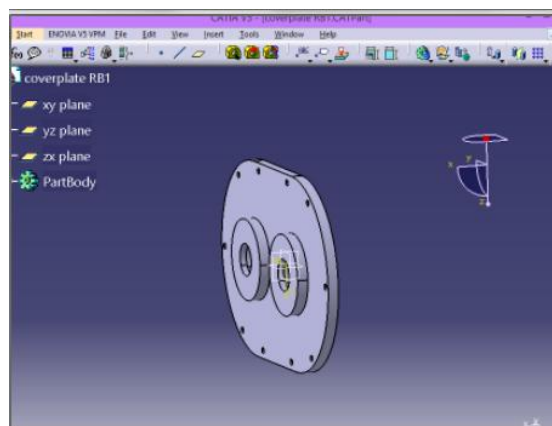 CATIA V5 - [coverplate RB1.CATPart]
Start ENOVIA V5 VPM File Edit View Insert Tools Window Help
coverplate RB1
xy plane
yz plane
zx plane
PartBody
x y
z
x